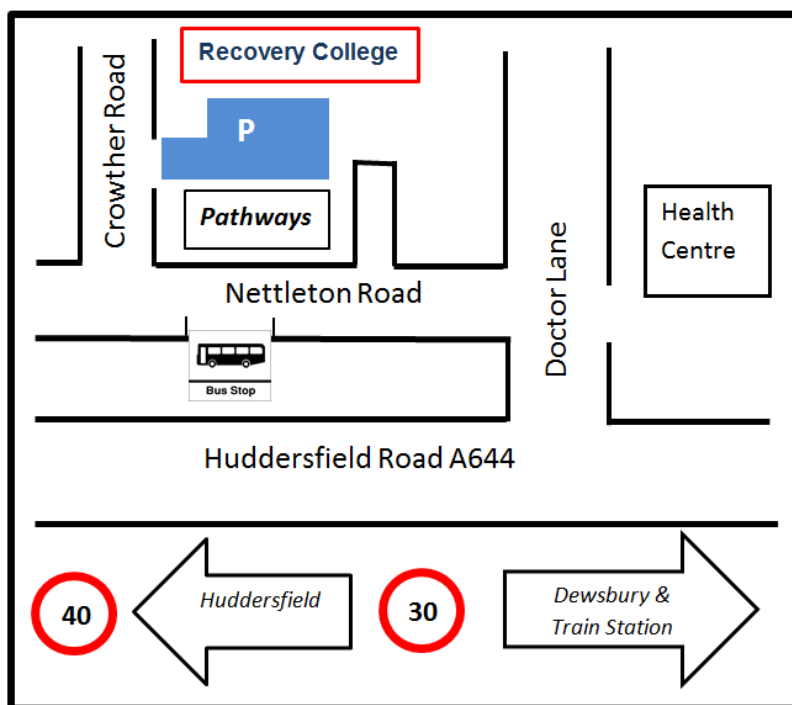 Recovery College
Crowther Road
P
Pathways
Health
Centre
Nettleton Road
Doctor Lane
Bus Stop
Huddersfield Road A644
40
Huddersfield
30
Dewsbury &
Train Station